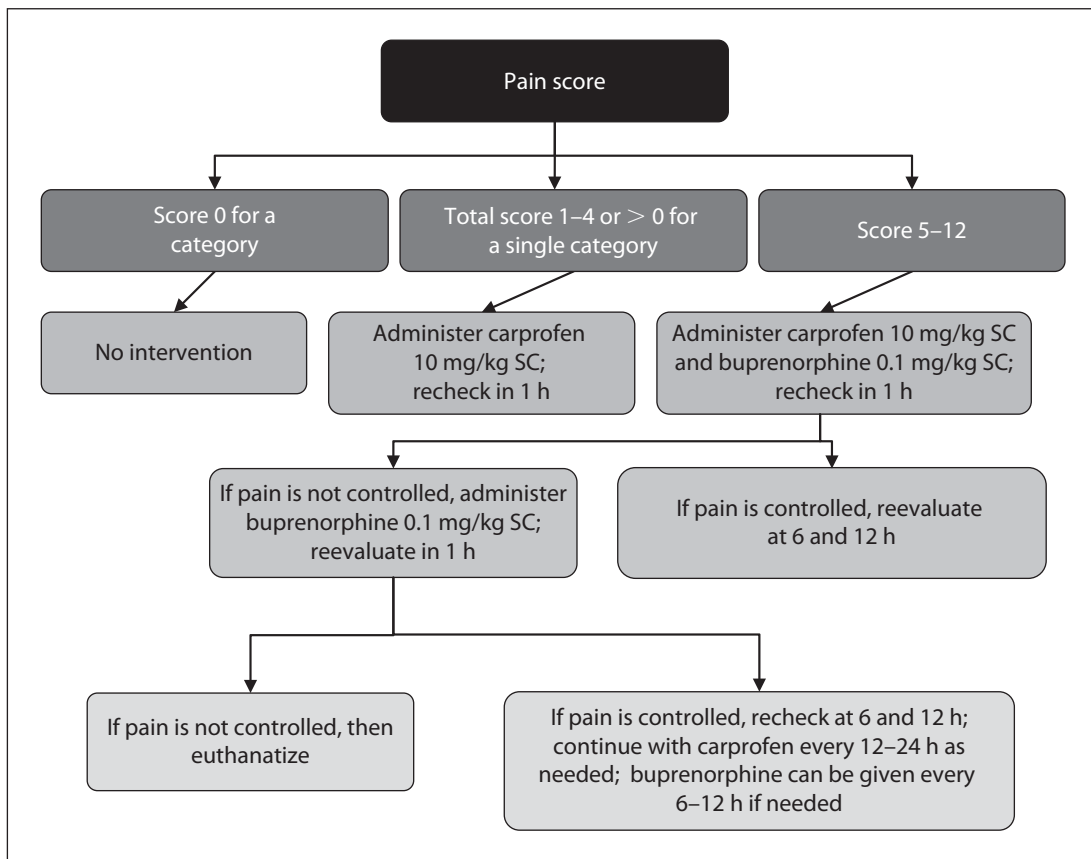 Pain score
Score 0 for a
category
Total score 1–4 or > 0 for
a single category
Score 5–12
No intervention
Administer carprofen
10 mg/kg SC;
recheck in 1 h
Administer carprofen 10 mg/kg SC
and buprenorphine 0.1 mg/kg SC;
recheck in 1 h
If pain is not controlled, administer
buprenorphine 0.1 mg/kg SC;
reevaluate in 1 h
If pain is controlled, reevaluate
at 6 and 12 h
If pain is not controlled, then
euthanatize
If pain is controlled, recheck at 6 and 12 h;
continue with carprofen every 12–24 h as
needed; buprenorphine can be given every
6–12 h if needed